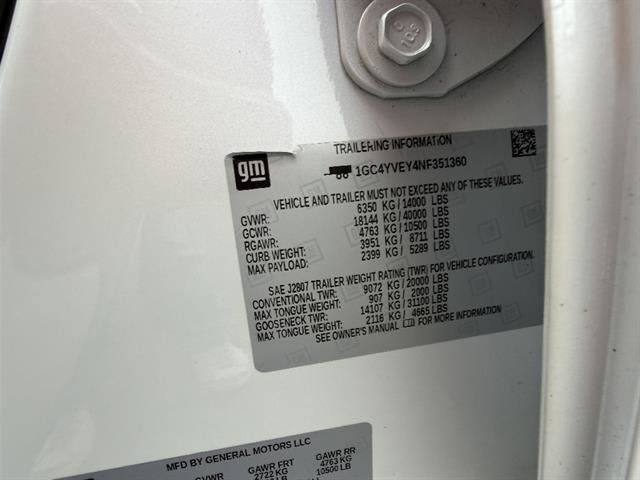 10.9
gm
TRAILERING INFORMATION
1GC4YVEY4NF351360
VEHICLE AND TRAILER MUST NOT EXCEED ANY OF THESE VALUES.
GVWR: 6350 KG / 14000 LBS
GCWR: 18144 KG / 40000 LBS
RGAWR: 4763 KG / 10500 LBS
CURB WEIGHT: 3951 KG / 8711 LBS
MAX PAYLOAD: 2399 KG / 5289 LBS
SAE J2807 TRAILER WEIGHT RATING (TWR) FOR VEHICLE CONFIGURATION.
CONVENTIONAL TWR: 9072 KG / 20000 LBS
MAX TONGUE WEIGHT: 907 KG / 2000 LBS
GOOSENECK TWR: 14107 KG / 31100 LBS
MAX TONGUE WEIGHT: 2116 KG / 4665 LBS
SEE OWNER'S MANUAL FOR MORE INFORMATION
MFD BY GENERAL MOTORS LLC
GVWR GAWR FRT GAWR RR
2722 KG 4763 KG
LB 10500 LB